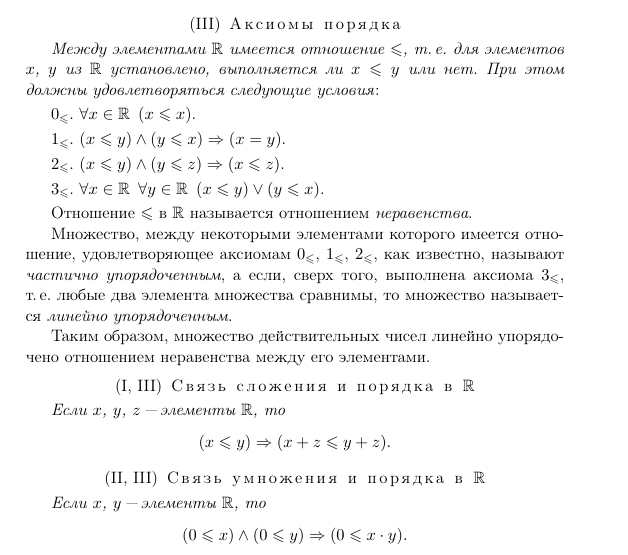 (III) Аксиомы порядка
Между элементами ℝ имеется отношение ⩽, т. е. для элементов
x, y из ℝ установлено, выполняется ли x ⩽ y или нет. При этом
должны удовлетворяться следующие условия:
0⩽. ∀x ∈ ℝ (x ⩽ x).
1⩽. (x ⩽ y) ∧ (y ⩽ x) ⇒ (x = y).
2⩽. (x ⩽ y) ∧ (y ⩽ z) ⇒ (x ⩽ z).
3⩽. ∀x ∈ ℝ ∀y ∈ ℝ (x ⩽ y) ∨ (y ⩽ x).
Отношение ⩽ в ℝ называется отношением неравенства.
Множество, между некоторыми элементами которого имеется отно-
шение, удовлетворяющее аксиомам 0⩽, 1⩽, 2⩽, как известно, называют
частично упорядоченным, а если, сверх того, выполнена аксиома 3⩽,
т. е. любые два элемента множества сравнимы, то множество называет-
ся линейно упорядоченным.
Таким образом, множество действительных чисел линейно упорядо-
чено отношением неравенства между его элементами.
(I, III) Связь сложения и порядка в ℝ
Если x, y, z — элементы ℝ, то
(x ⩽ y) ⇒ (x + z ⩽ y + z).
(II, III) Связь умножения и порядка в ℝ
Если x, y — элементы ℝ, то
(0 ⩽ x) ∧ (0 ⩽ y) ⇒ (0 ⩽ x · y).